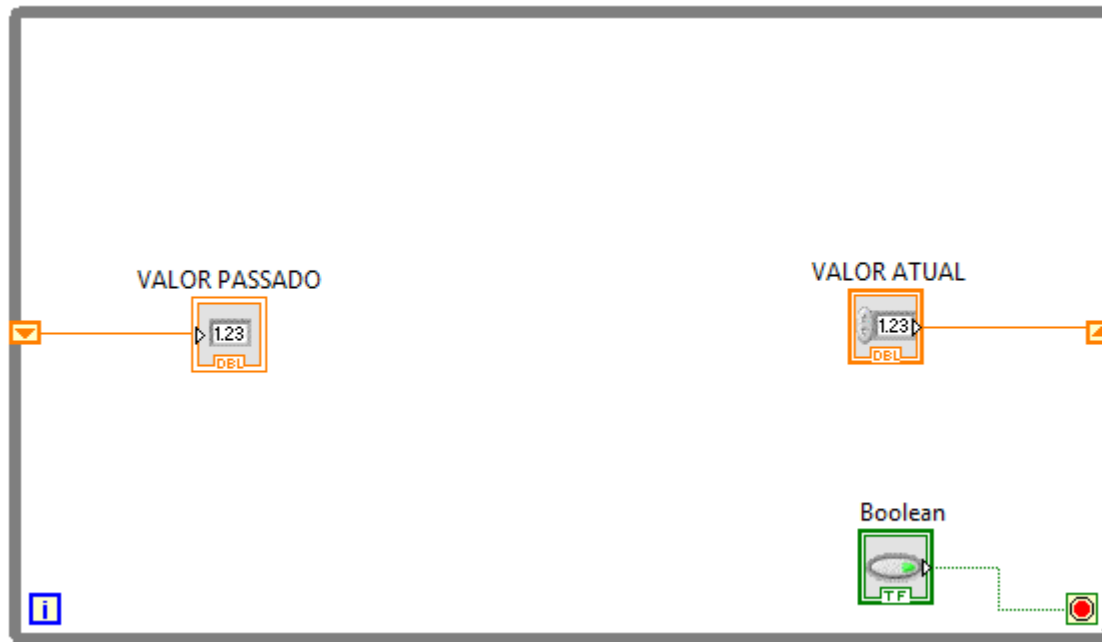 VALOR PASSADO
1.23
DBL
VALOR ATUAL
1.23
DBL
Boolean
TF
i